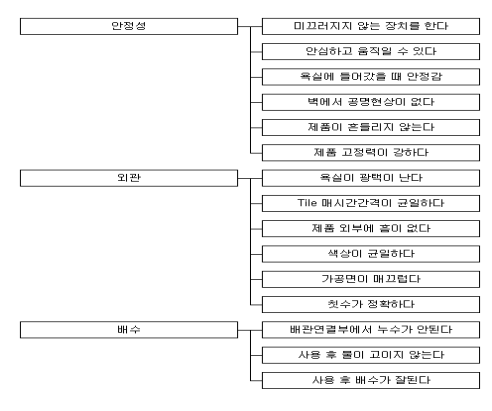 안정성
미끄러지지 않는 장치를 한다
안심하고 움직일 수 있다
욕실에 들어갔을 때 안정감
벽에서 공명현상이 없다
제품이 흔들리지 않는다
제품 고정력이 강하다
외관
욕실이 광택이 난다
Tile 매시간간격이 균일하다
제품 외부에 흠이 없다
색상이 균일하다
가공면이 매끄럽다
칫수가 정확하다
배수
배관연결부에서 누수가 안된다
사용 후 물이 고이지 않는다
사용 후 배수가 잘된다